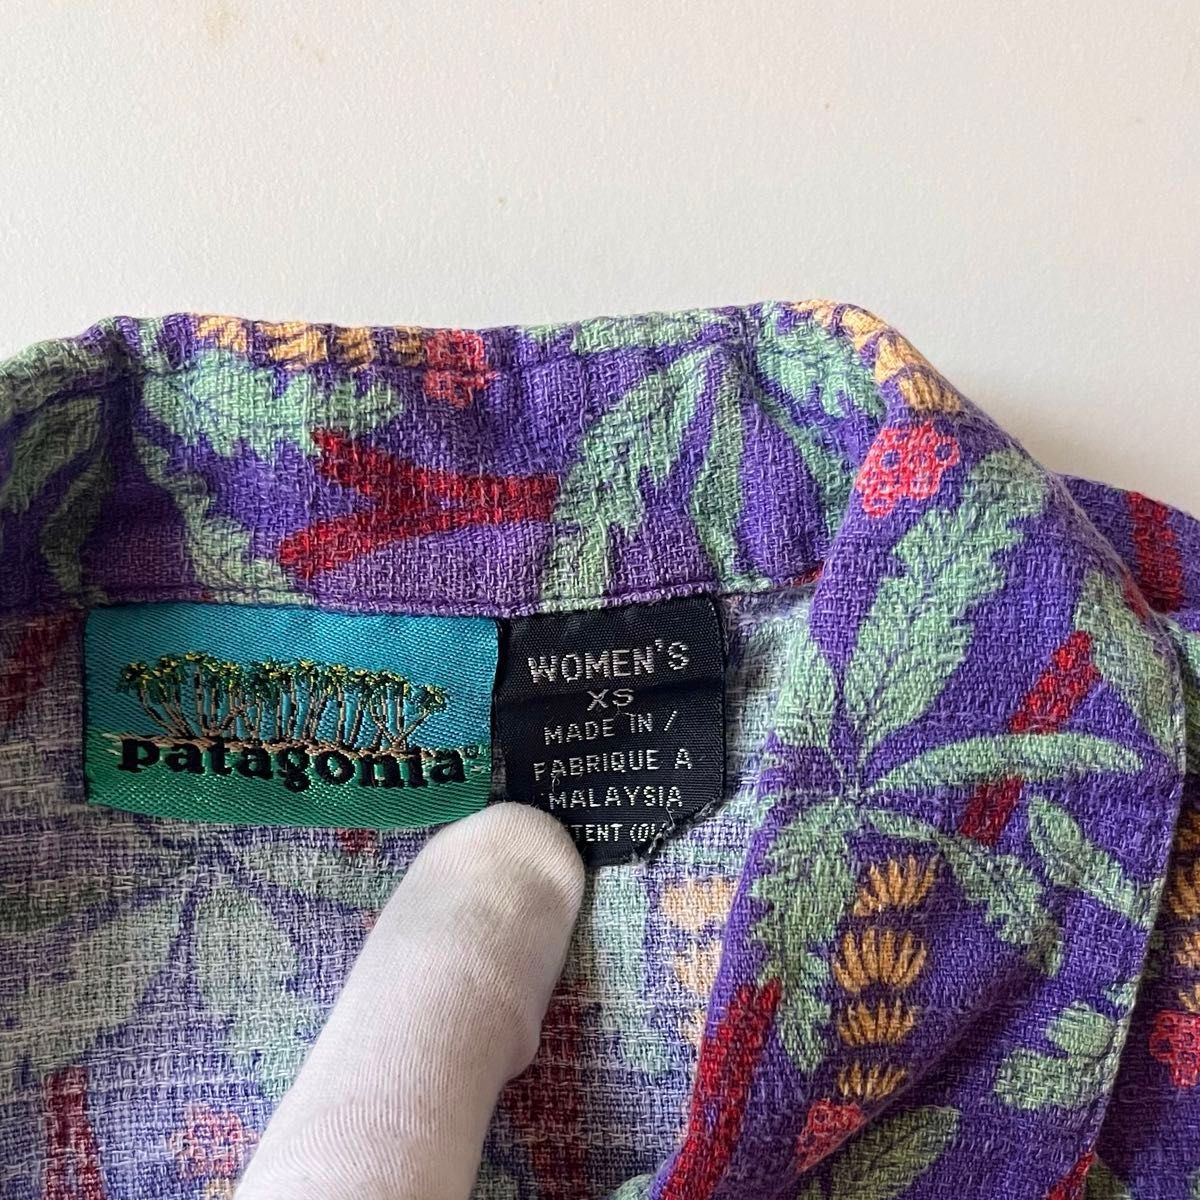 patagonia®
WOMEN'S
XS
MADE IN /
FABRIQUE A
MALAYSIA